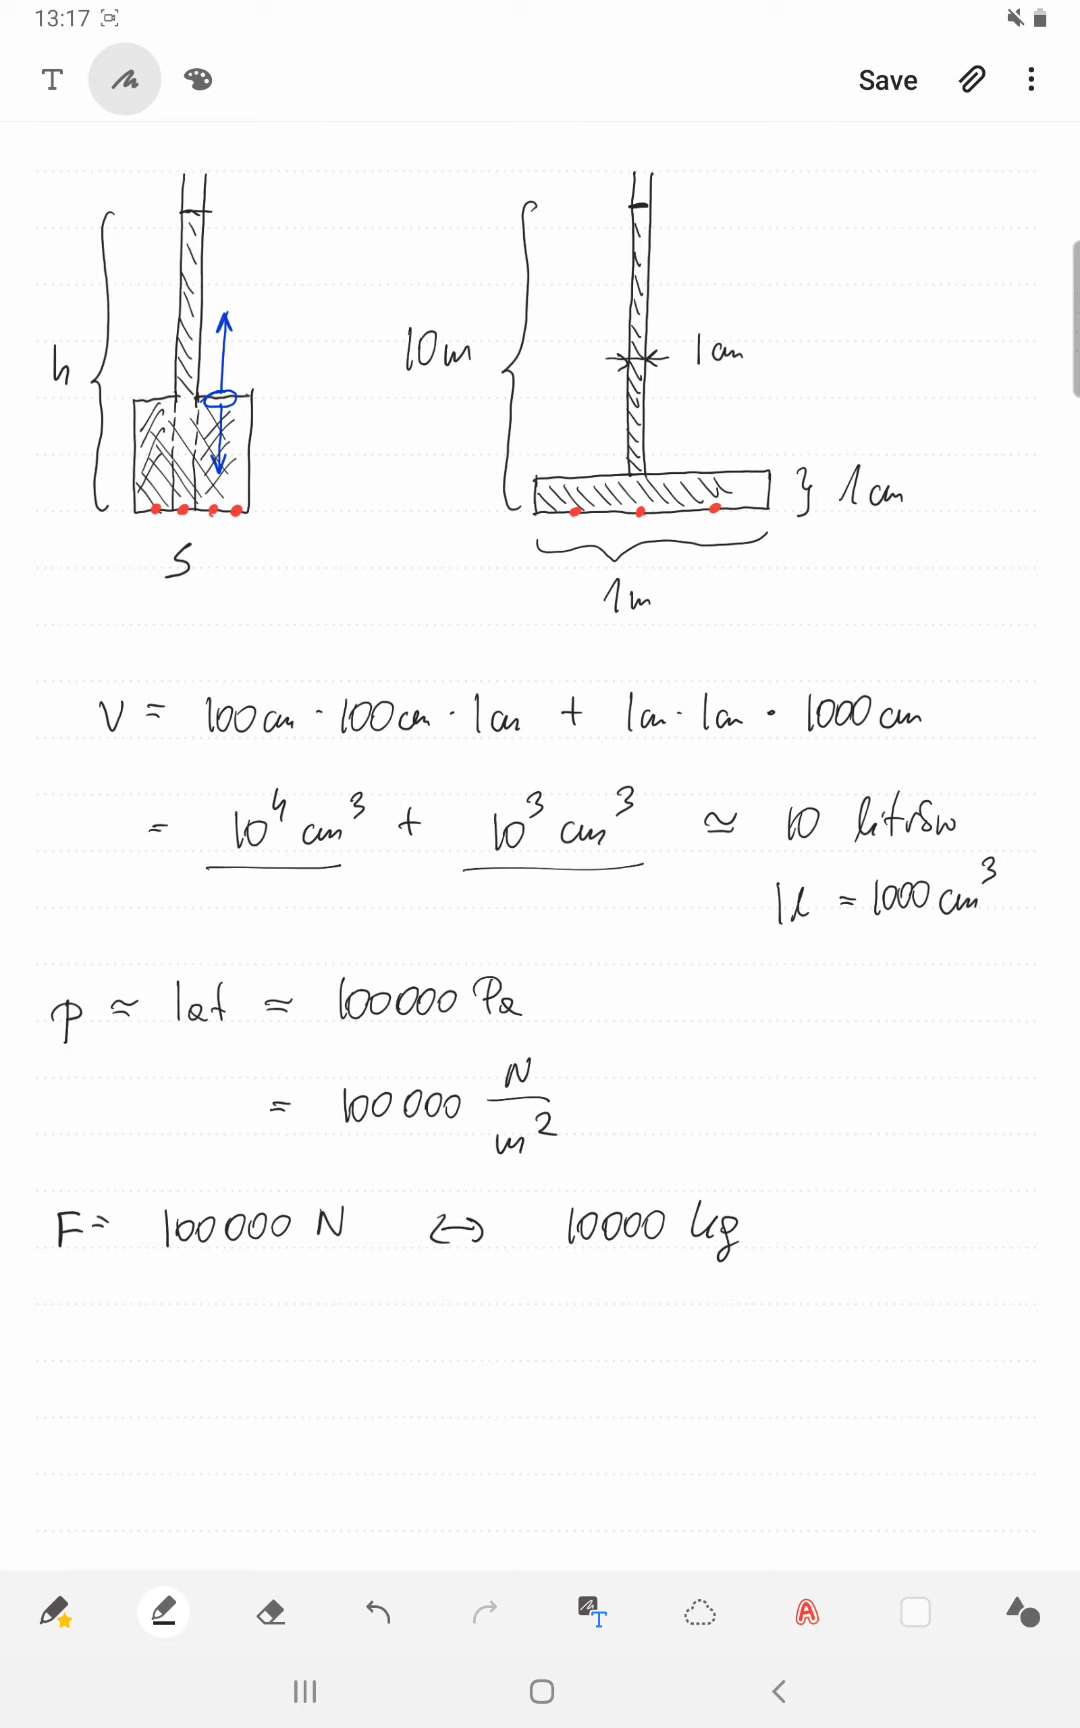 13:17
T
Save
h
10m
1cm
} 1cm
S
1m
V = 100cm · 100cm · 1cm + 1cm · 1cm · 1000cm
= 10⁴ cm³ + 10³ cm³ ≃ 10 litrów
1l = 1000 cm³
p ≈ 1at ≈ 100000 Pa
= 100 000 N/m²
F = 100 000 N ⟺ 10000 kg